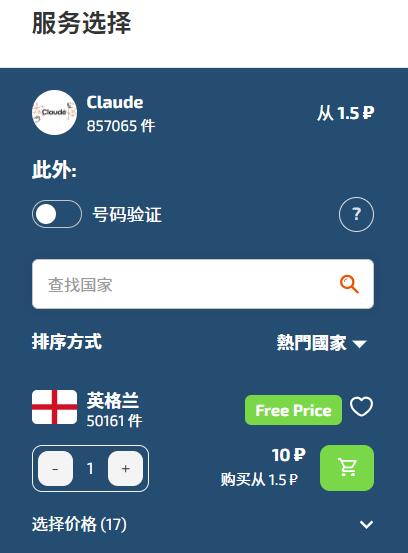 服务选择
Claude
Claude
857065 件
从 1.5 ₽
此外:
号码验证
?
查找国家
排序方式
熱門國家
英格兰
50161 件
Free Price
- 1 +
10 ₽
购买从 1.5 ₽
选择价格 (17)